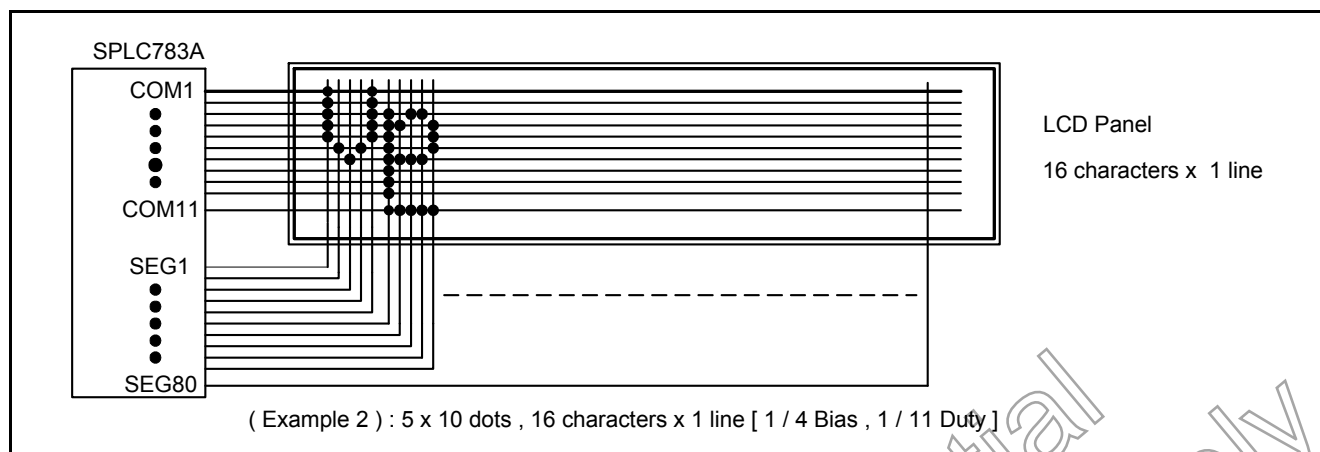 SPLC783A
COM1
COM11
SEG1
SEG80
LCD Panel
16 characters x 1 line
( Example 2 ) : 5 x 10 dots , 16 characters x 1 line [ 1 / 4 Bias , 1 / 11 Duty ]